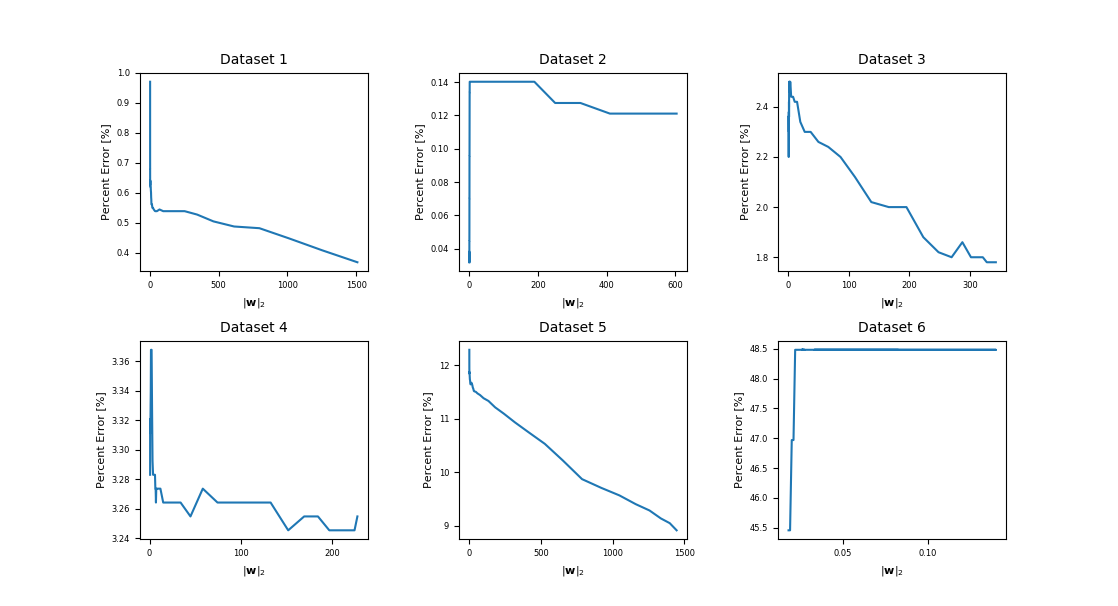 Dataset 1
Percent Error [%]
1.0
0.9
0.8
0.7
0.6
0.5
0.4
0 500 1000 1500
|w|₂
Dataset 2
Percent Error [%]
0.14
0.12
0.10
0.08
0.06
0.04
0 200 400 600
|w|₂
Dataset 3
Percent Error [%]
2.4
2.2
2.0
1.8
0 100 200 300
|w|₂
Dataset 4
Percent Error [%]
3.36
3.34
3.32
3.30
3.28
3.26
3.24
0 100 200
|w|₂
Dataset 5
Percent Error [%]
12
11
10
9
0 500 1000 1500
|w|₂
Dataset 6
Percent Error [%]
48.5
48.0
47.5
47.0
46.5
46.0
45.5
0.05 0.10
|w|₂